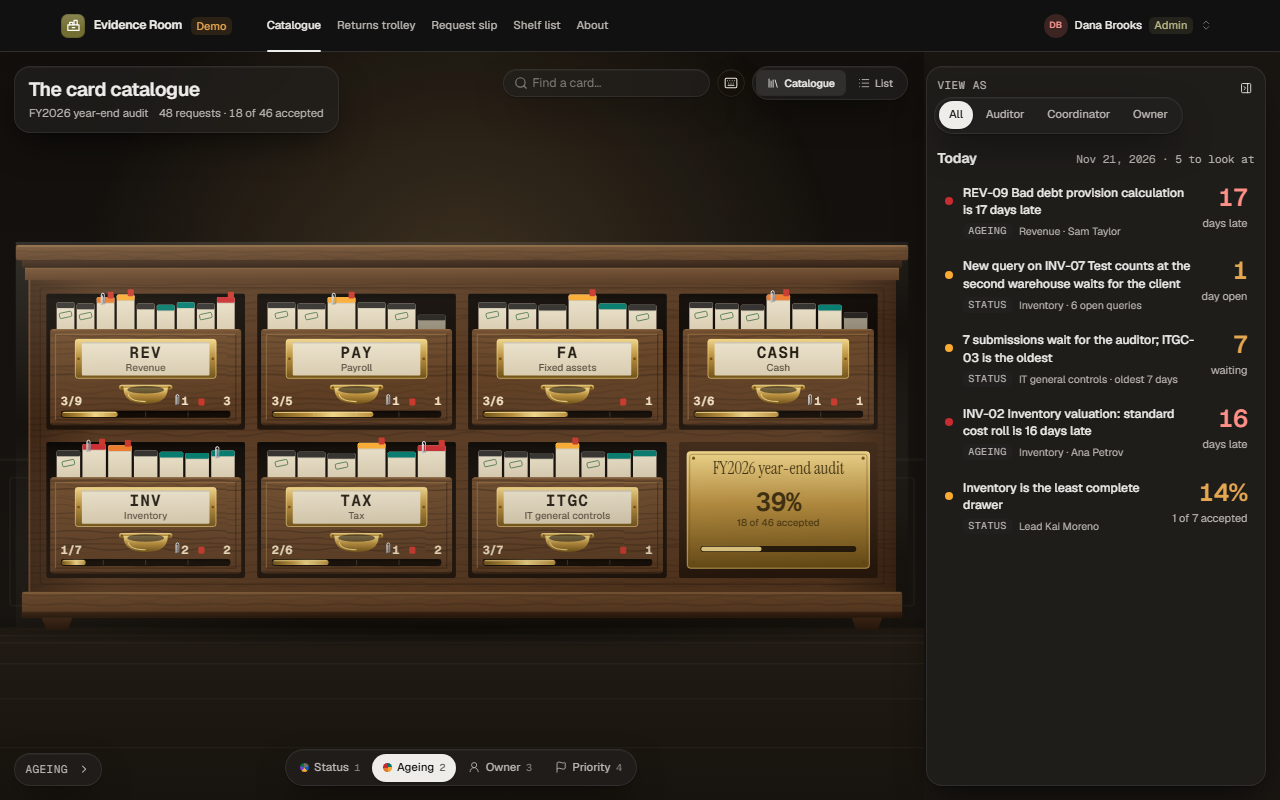 Evidence Room Demo Catalogue Returns trolley Request slip Shelf list About DB Dana Brooks Admin
The card catalogue
FY2026 year-end audit 48 requests · 18 of 46 accepted
Find a card...
Catalogue List
REV
Revenue
3/9 1 3
PAY
Payroll
3/5 1 1
FA
Fixed assets
3/6 1
CASH
Cash
3/6 1 1
INV
Inventory
1/7 2 2
TAX
Tax
2/6 1 2
ITGC
IT general controls
3/7 1
FY2026 year-end audit
39%
18 of 46 accepted
AGEING
Status 1 Ageing 2 Owner 3 Priority 4
VIEW AS
All Auditor Coordinator Owner
Today Nov 21, 2026 · 5 to look at
REV-09 Bad debt provision calculation
is 17 days late
17
days late
AGEING Revenue · Sam Taylor
New query on INV-07 Test counts at the
second warehouse waits for the client
1
day open
STATUS Inventory · 6 open queries
7 submissions wait for the auditor; ITGC-
03 is the oldest
7
waiting
STATUS IT general controls · oldest 7 days
INV-02 Inventory valuation: standard
cost roll is 16 days late
16
days late
AGEING Inventory · Ana Petrov
Inventory is the least complete
drawer
14%
1 of 7 accepted
STATUS Lead Kai Moreno